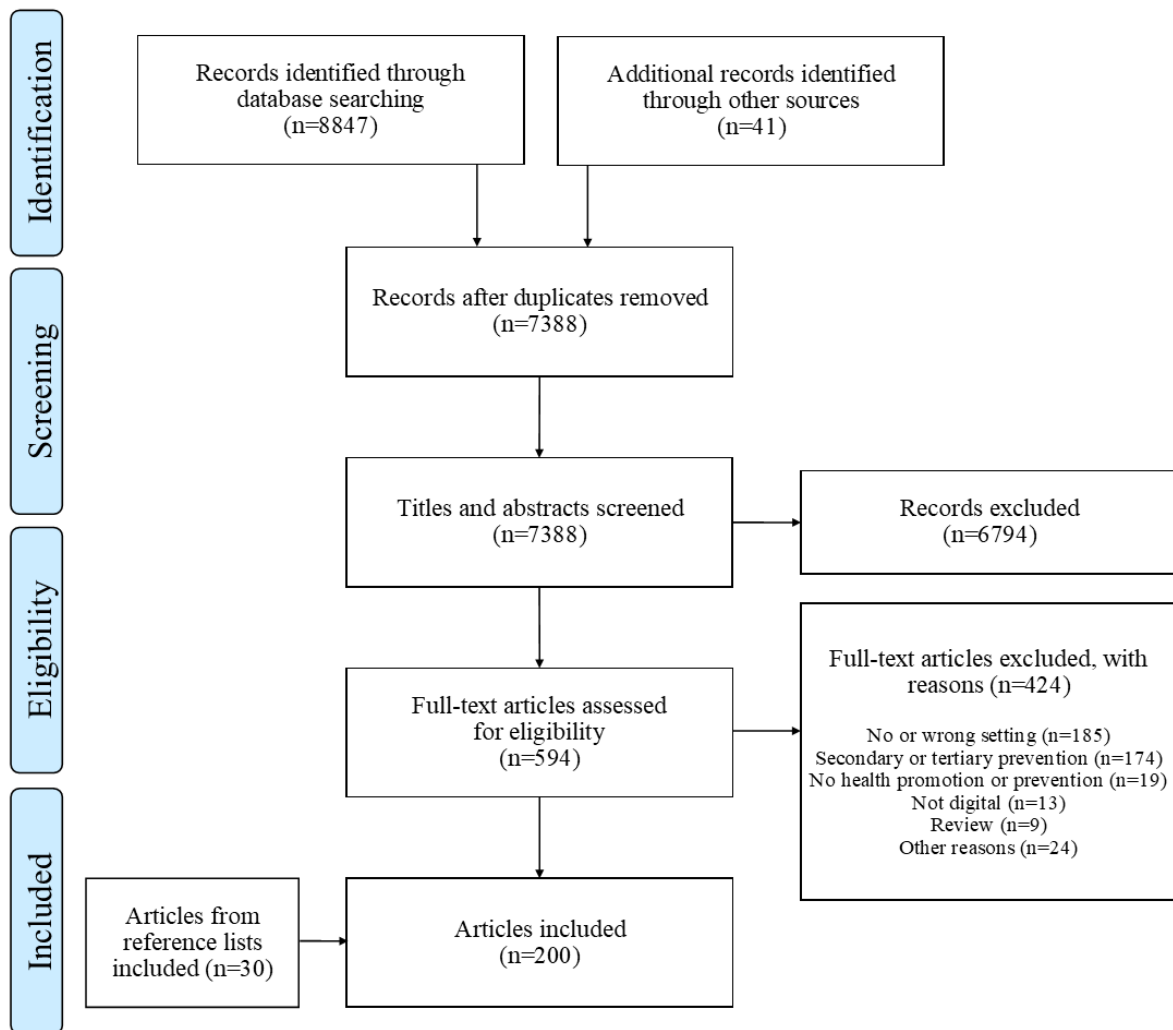 Identification
Records identified through
database searching
(n=8847)
Additional records identified
through other sources
(n=41)
Records after duplicates removed
(n=7388)
Screening
Titles and abstracts screened
(n=7388)
Records excluded
(n=6794)
Eligibility
Full-text articles assessed
for eligibility
(n=594)
Full-text articles excluded, with
reasons (n=424)
No or wrong setting (n=185)
Secondary or tertiary prevention (n=174)
No health promotion or prevention (n=19)
Not digital (n=13)
Review (n=9)
Other reasons (n=24)
Included
Articles from
reference lists
included (n=30)
Articles included
(n=200)